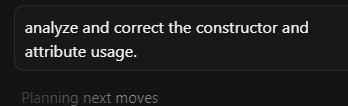 analyze and correct the constructor and
attribute usage.
Planning next moves